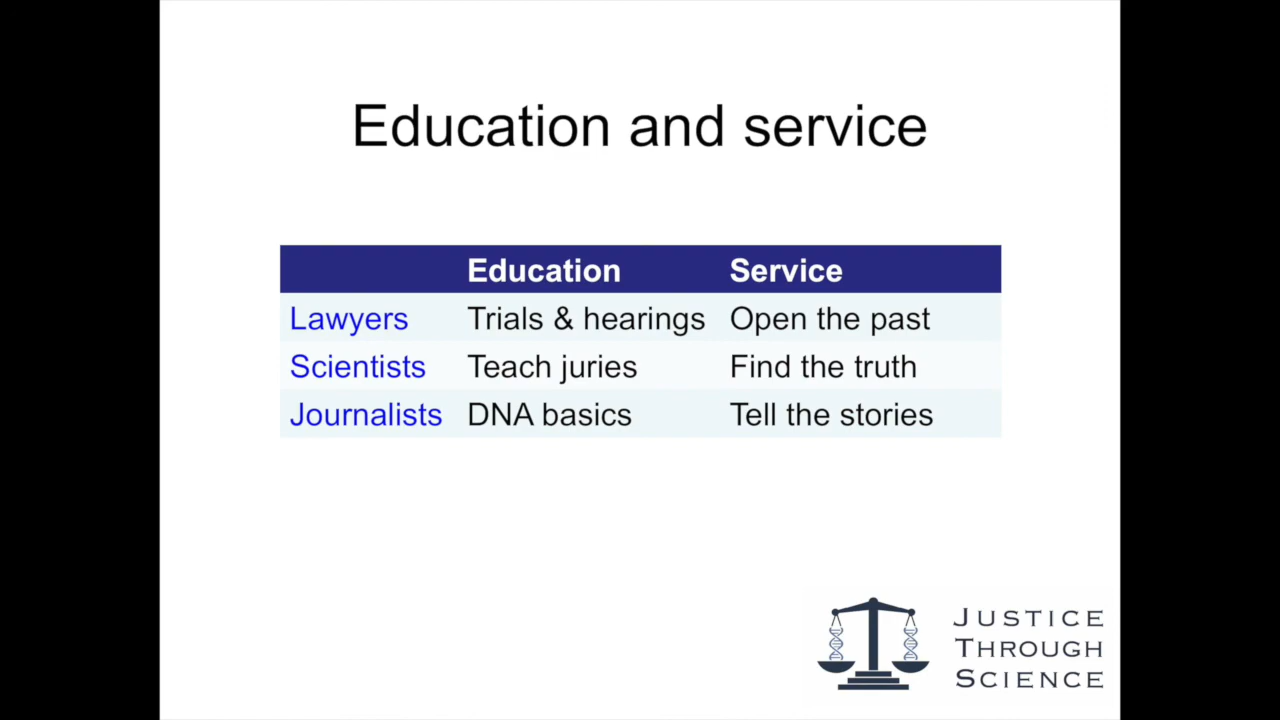 Education and service
Education Service
Lawyers Trials & hearings Open the past
Scientists Teach juries Find the truth
Journalists DNA basics Tell the stories
JUSTICE
THROUGH
SCIENCE